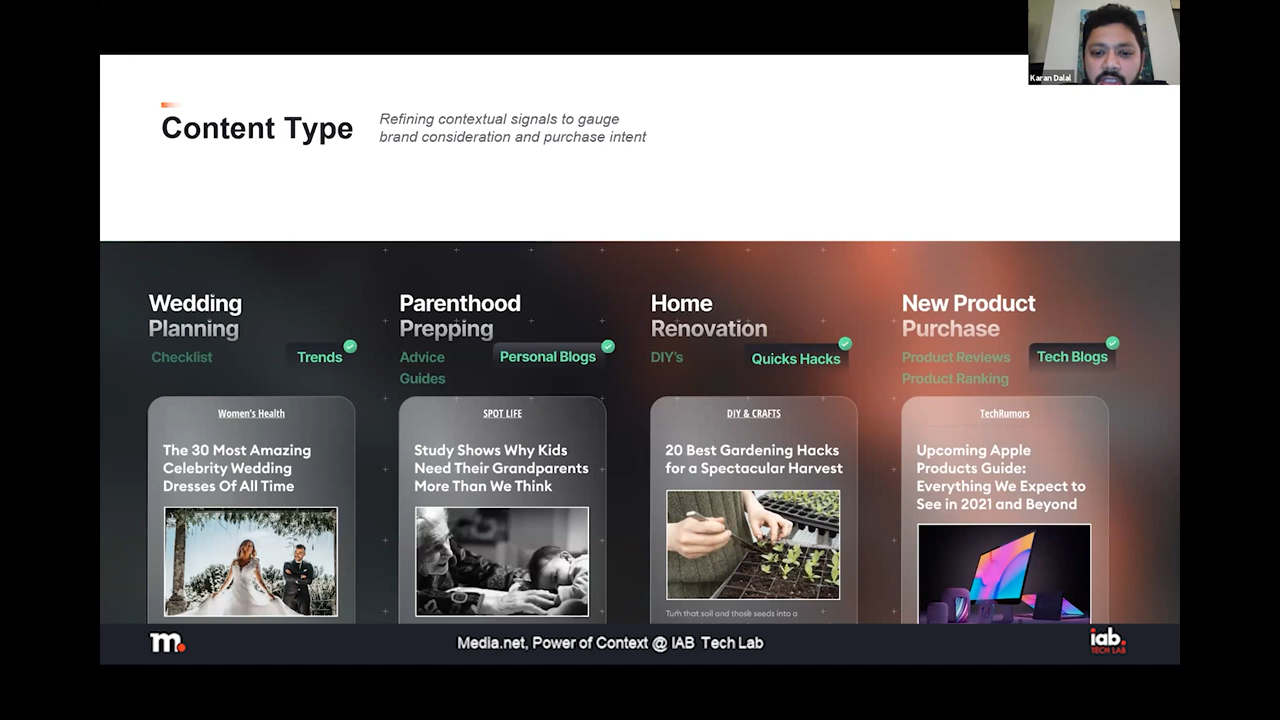 Karan Dalal
Content Type
Refining contextual signals to gauge
brand consideration and purchase intent
Wedding
Planning
Checklist
Trends
Women's Health
The 30 Most Amazing
Celebrity Wedding
Dresses Of All Time
Parenthood
Prepping
Advice
Personal Blogs
Guides
SPOT LIFE
Study Shows Why Kids
Need Their Grandparents
More Than We Think
Home
Renovation
DIY's
Quicks Hacks
DIY & CRAFTS
20 Best Gardening Hacks
for a Spectacular Harvest
Turn that soil and those seeds into a
New Product
Purchase
Product Reviews
Tech Blogs
Product Ranking
TechRumors
Upcoming Apple
Products Guide:
Everything We Expect to
See in 2021 and Beyond
m.
Media.net, Power of Context @ IAB Tech Lab
iab.
TECH LAB